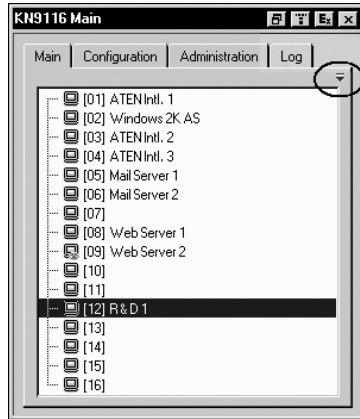 KN9116 Main
Ex
Main Configuration Administration Log
[01] ATEN Intl. 1
[02] Windows 2K AS
[03] ATEN Intl. 2
[04] ATEN Intl. 3
[05] Mail Server 1
[06] Mail Server 2
[07]
[08] Web Server 1
[09] Web Server 2
[10]
[11]
[12] R&D 1
[13]
[14]
[15]
[16]